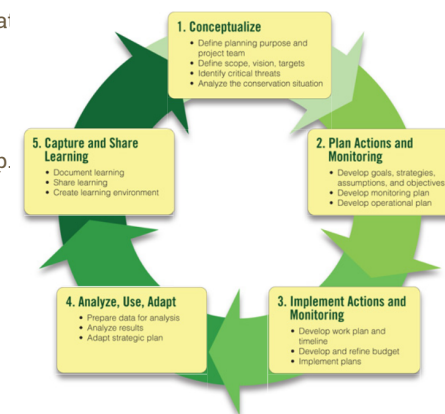 1. Conceptualize
• Define planning purpose and
project team
• Define scope, vision, targets
• Identify critical threats
• Analyze the conservation situation
2. Plan Actions and
Monitoring
• Develop goals, strategies,
assumptions, and objectives
• Develop monitoring plan
• Develop operational plan
3. Implement Actions and
Monitoring
• Develop work plan and
timeline
• Develop and refine budget
• Implement plans
4. Analyze, Use, Adapt
• Prepare data for analysis
• Analyze results
• Adapt strategic plan
5. Capture and Share
Learning
• Document learning
• Share learning
• Create learning environment